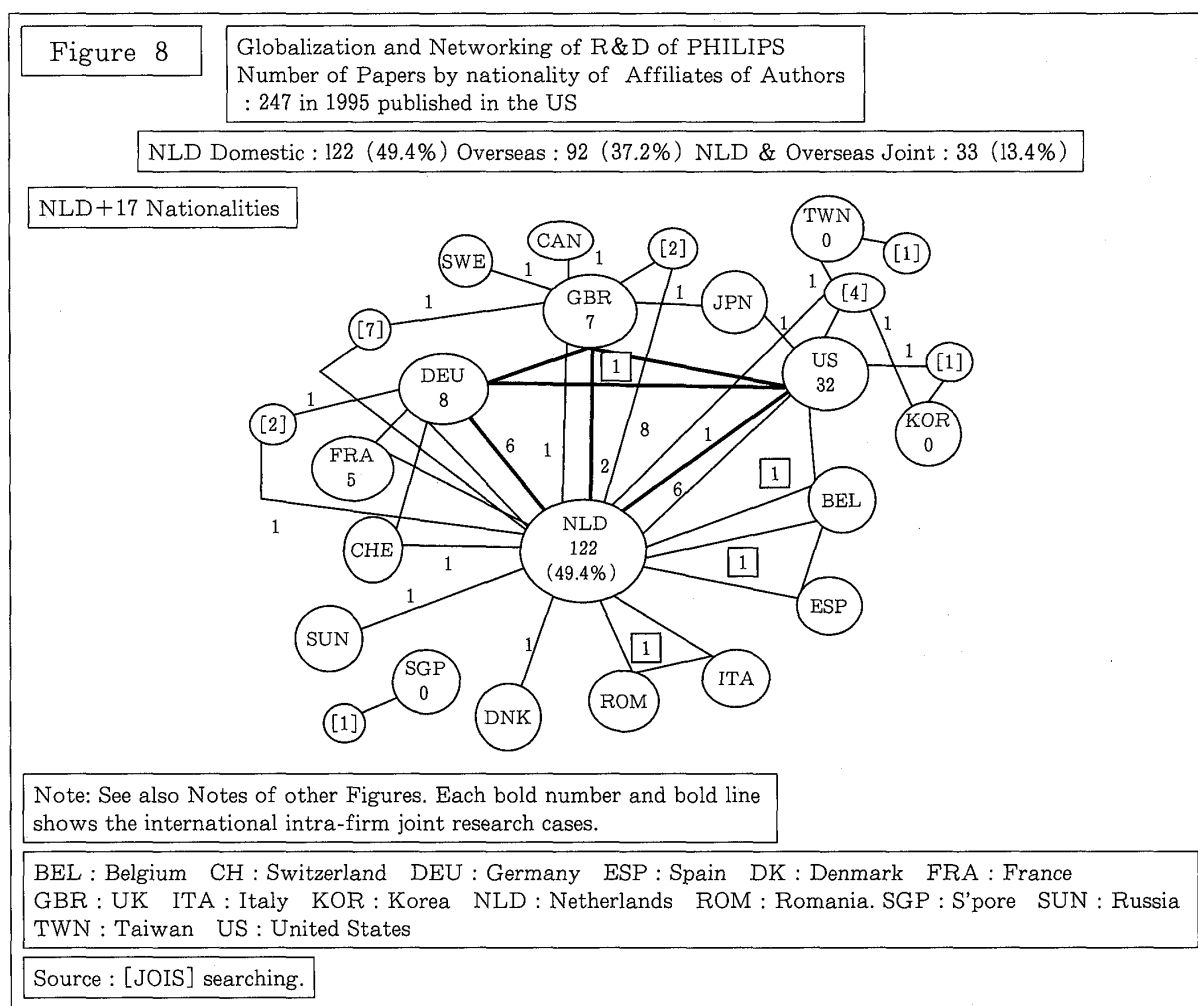 Figure 8
Globalization and Networking of R&D of PHILIPS
Number of Papers by nationality of Affiliates of Authors
: 247 in 1995 published in the US
NLD Domestic : 122 (49.4%) Overseas : 92 (37.2%) NLD & Overseas Joint : 33 (13.4%)
NLD+17 Nationalities
TWN
0
[1]
CAN
SWE
1
1
[2]
GBR
7
1
JPN
1
[4]
1
1
[7]
1
1
US
32
1
[1]
DEU
8
KOR
0
[2]
1
FRA
5
6
1
2
8
1
6
1
BEL
1
CHE
1
NLD
122
(49.4%)
1
ESP
SUN
1
SGP
0
[1]
1
DNK
1
ROM
ITA
Note: See also Notes of other Figures. Each bold number and bold line
shows the international intra-firm joint research cases.
BEL : Belgium CH : Switzerland DEU : Germany ESP : Spain DK : Denmark FRA : France
GBR : UK ITA : Italy KOR : Korea NLD : Netherlands ROM : Romania. SGP : S'pore SUN : Russia
TWN : Taiwan US : United States
Source : [JOIS] searching.